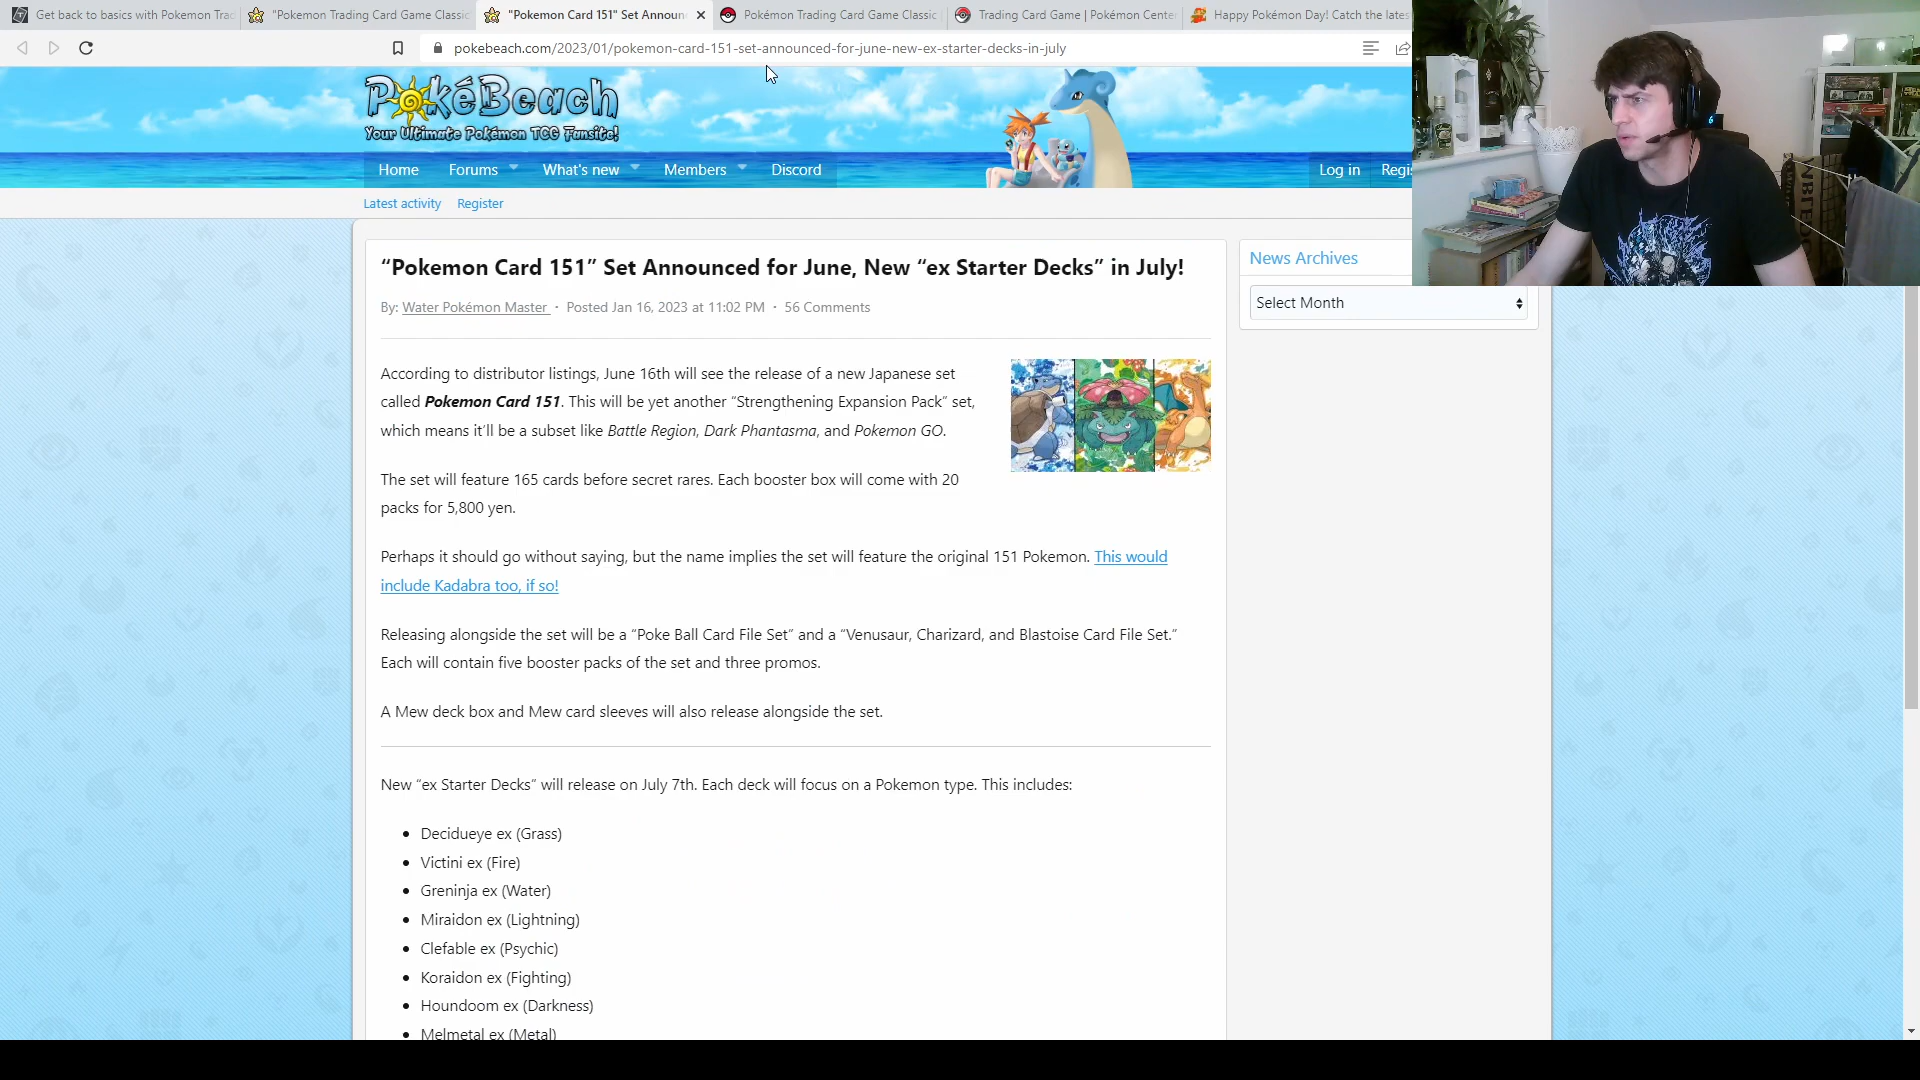 Get back to basics with Pokemon Tra
"Pokemon Trading Card Game Classic
"Pokemon Card 151" Set Announ
Pokémon Trading Card Game Classic
Trading Card Game | Pokémon Cente
Happy Pokémon Day! Catch the lates
pokebeach.com/2023/01/pokemon-card-151-set-announced-for-june-new-ex-starter-decks-in-july
PokéBeach
Your Ultimate Pokémon TCG Fansite!
Home Forums What's new Members Discord Log in Regis
Latest activity Register
“Pokemon Card 151” Set Announced for June, New “ex Starter Decks” in July!
By: Water Pokémon Master · Posted Jan 16, 2023 at 11:02 PM · 56 Comments
According to distributor listings, June 16th will see the release of a new Japanese set
called Pokemon Card 151. This will be yet another “Strengthening Expansion Pack” set,
which means it’ll be a subset like Battle Region, Dark Phantasma, and Pokemon GO.
The set will feature 165 cards before secret rares. Each booster box will come with 20
packs for 5,800 yen.
Perhaps it should go without saying, but the name implies the set will feature the original 151 Pokemon. This would
include Kadabra too, if so!
Releasing alongside the set will be a “Poke Ball Card File Set” and a “Venusaur, Charizard, and Blastoise Card File Set.”
Each will contain five booster packs of the set and three promos.
A Mew deck box and Mew card sleeves will also release alongside the set.
New “ex Starter Decks” will release on July 7th. Each deck will focus on a Pokemon type. This includes:
Decidueye ex (Grass)
Victini ex (Fire)
Greninja ex (Water)
Miraidon ex (Lightning)
Clefable ex (Psychic)
Koraidon ex (Fighting)
Houndoom ex (Darkness)
Melmetal ex (Metal)
News Archives
Select Month